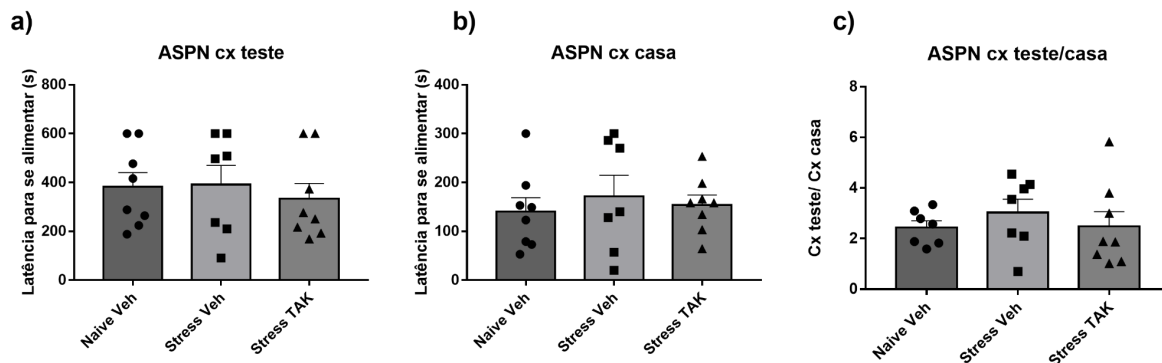 a)
ASPN cx teste
Latência para se alimentar (s)
800
600
400
200
0
Naive Veh
Stress Veh
Stress TAK
b)
ASPN cx casa
Latência para se alimentar (s)
400
300
200
100
0
Naive Veh
Stress Veh
Stress TAK
c)
ASPN cx teste/casa
Cx teste/ Cx casa
8
6
4
2
0
Naive Veh
Stress Veh
Stress TAK